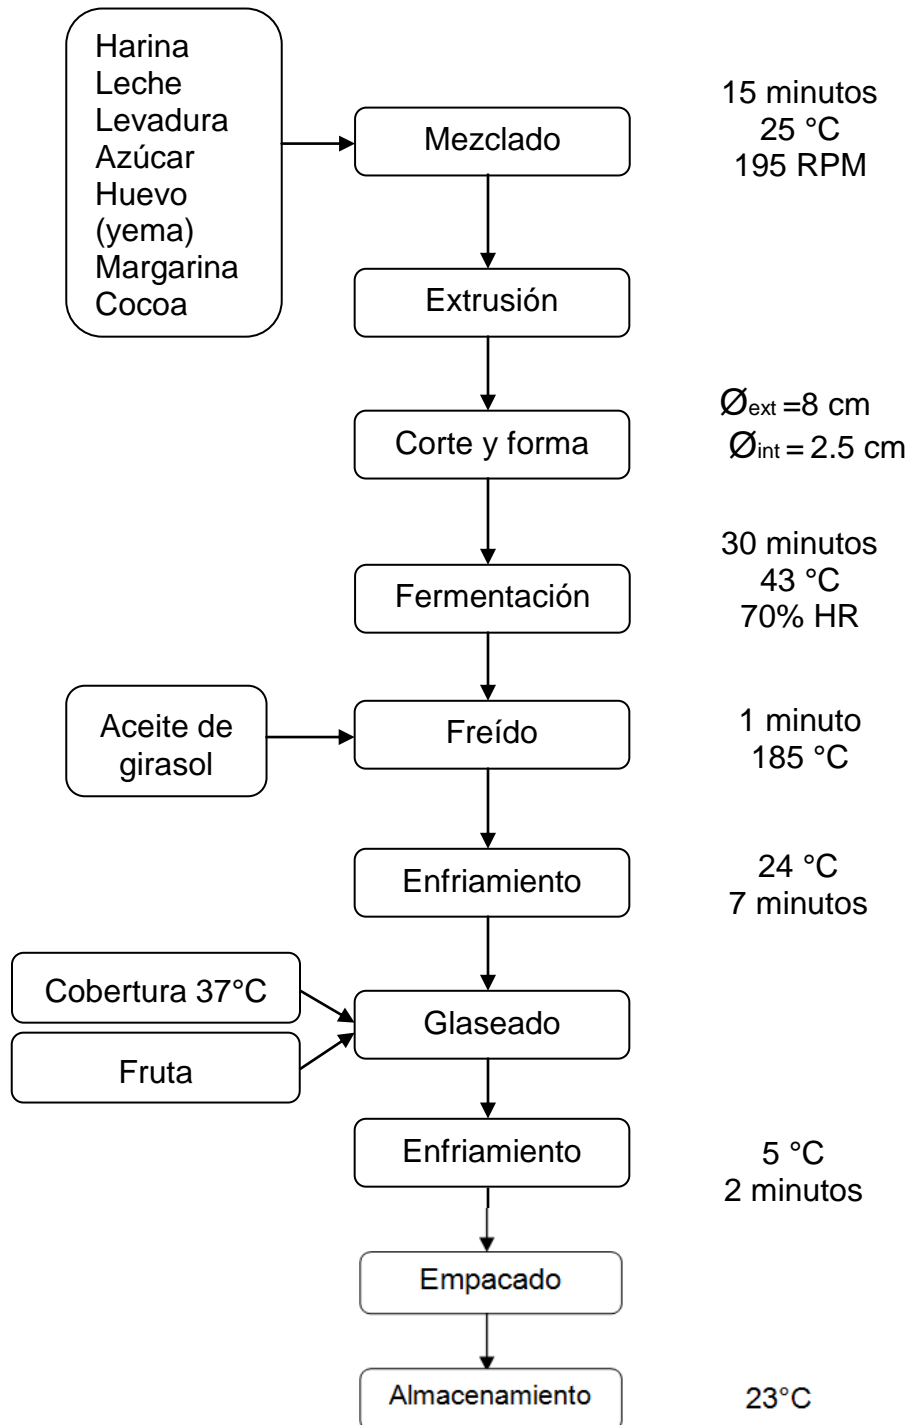 Harina
Leche
Levadura
Azúcar
Huevo
(yema)
Margarina
Cocoa
Mezclado
15 minutos
25 °C
195 RPM
Extrusión
Corte y forma
Øext =8 cm
Øint = 2.5 cm
Fermentación
30 minutos
43 °C
70% HR
Aceite de
girasol
Freído
1 minuto
185 °C
Enfriamiento
24 °C
7 minutos
Cobertura 37°C
Fruta
Glaseado
Enfriamiento
5 °C
2 minutos
Empacado
Almacenamiento
23°C